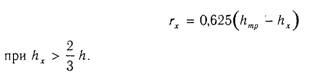 r_x = 0,625(h_mp − h_x)
при h_x > 2/3 h.